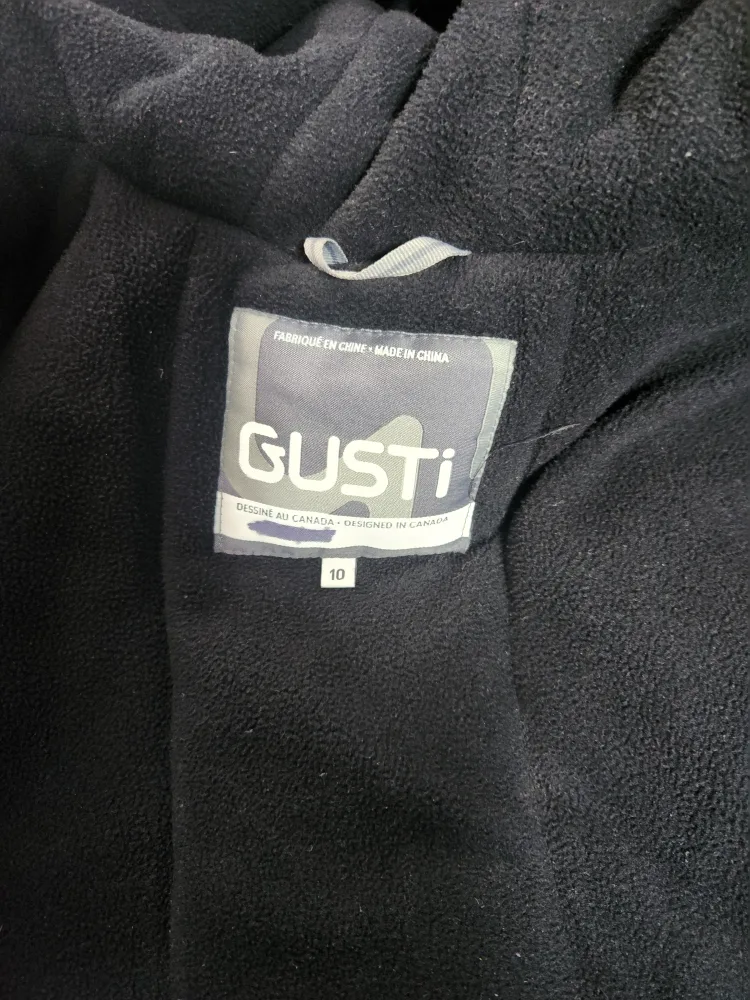 FABRIQUÉ EN CHINE • MADE IN CHINA
GUSTi
DESSINÉ AU CANADA • DESIGNED IN CANADA
10